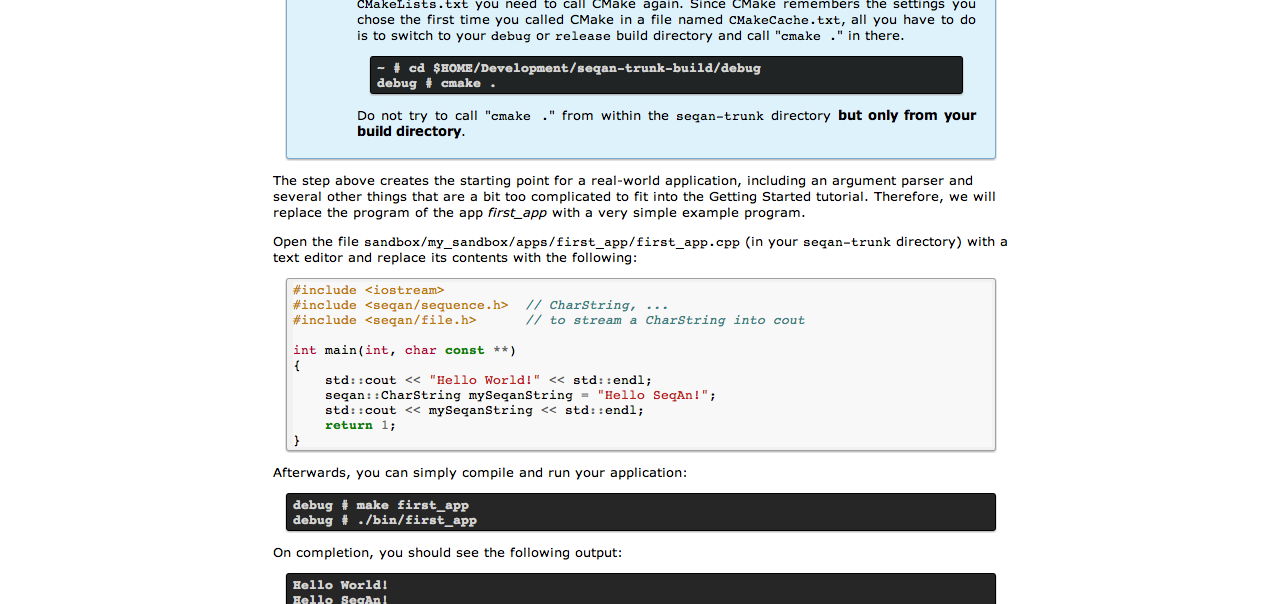 CMakeLists.txt you need to call CMake again. Since CMake remembers the settings you
chose the first time you called CMake in a file named CMakeCache.txt, all you have to do
is to switch to your debug or release build directory and call "cmake ." in there.
~ # cd $HOME/Development/seqan-trunk-build/debug
debug # cmake .
Do not try to call "cmake ." from within the seqan-trunk directory but only from your
build directory.
The step above creates the starting point for a real-world application, including an argument parser and
several other things that are a bit too complicated to fit into the Getting Started tutorial. Therefore, we will
replace the program of the app first_app with a very simple example program.
Open the file sandbox/my_sandbox/apps/first_app/first_app.cpp (in your seqan-trunk directory) with a
text editor and replace its contents with the following:
#include <iostream>
#include <seqan/sequence.h>  // CharString, ...
#include <seqan/file.h>      // to stream a CharString into cout
int main(int, char const **)
{
    std::cout << "Hello World!" << std::endl;
    seqan::CharString mySeqanString = "Hello SeqAn!";
    std::cout << mySeqanString << std::endl;
    return 1;
}
Afterwards, you can simply compile and run your application:
debug # make first_app
debug # ./bin/first_app
On completion, you should see the following output:
Hello World!
Hello SeqAn!